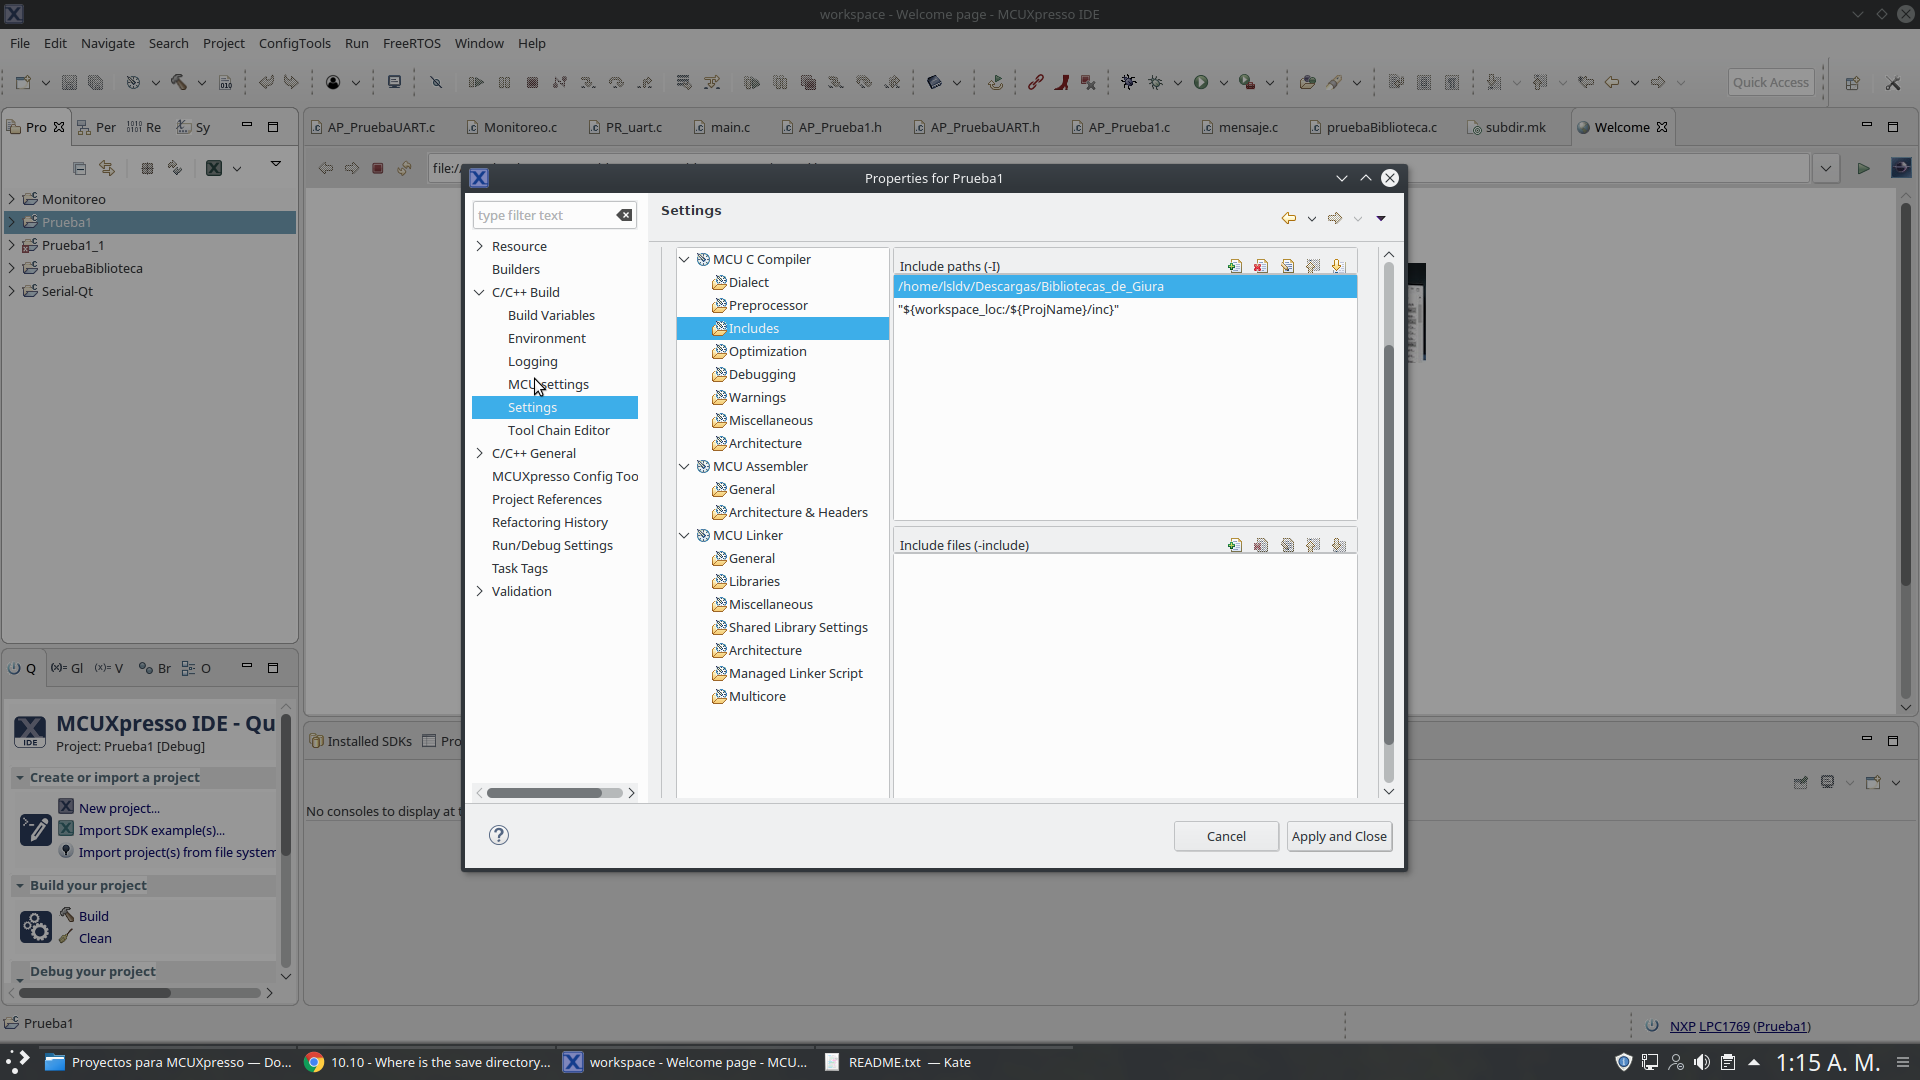 workspace - Welcome page - MCUXpresso IDE
File Edit Navigate Search Project ConfigTools Run FreeRTOS Window Help
Quick Access
Pro Per Re Sy
AP_PruebaUART.c Monitoreo.c PR_uart.c main.c AP_Prueba1.h AP_PruebaUART.h AP_Prueba1.c mensaje.c pruebaBiblioteca.c subdir.mk Welcome
file://
Monitoreo
Prueba1
Prueba1_1
pruebaBiblioteca
Serial-Qt
Properties for Prueba1
type filter text
Resource
Builders
C/C++ Build
Build Variables
Environment
Logging
MCU settings
Settings
Tool Chain Editor
C/C++ General
MCUXpresso Config Too
Project References
Refactoring History
Run/Debug Settings
Task Tags
Validation
Settings
MCU C Compiler
Dialect
Preprocessor
Includes
Optimization
Debugging
Warnings
Miscellaneous
Architecture
MCU Assembler
General
Architecture & Headers
MCU Linker
General
Libraries
Miscellaneous
Shared Library Settings
Architecture
Managed Linker Script
Multicore
Include paths (-I)
/home/lsldv/Descargas/Bibliotecas_de_Giura
"${workspace_loc:/${ProjName}/inc}"
Include files (-include)
Cancel Apply and Close
Q (x)= Gl (x)= V Br O
IDE
MCUXpresso IDE - Qu
Project: Prueba1 [Debug]
Create or import a project
New project...
Import SDK example(s)...
Import project(s) from file system
Build your project
Build
Clean
Debug your project
Installed SDKs Pro
No consoles to display at t
Prueba1
NXP LPC1769 (Prueba1)
Proyectos para MCUXpresso — Do... 10.10 - Where is the save directory... workspace - Welcome page - MCU... README.txt — Kate
1:15 A. M.